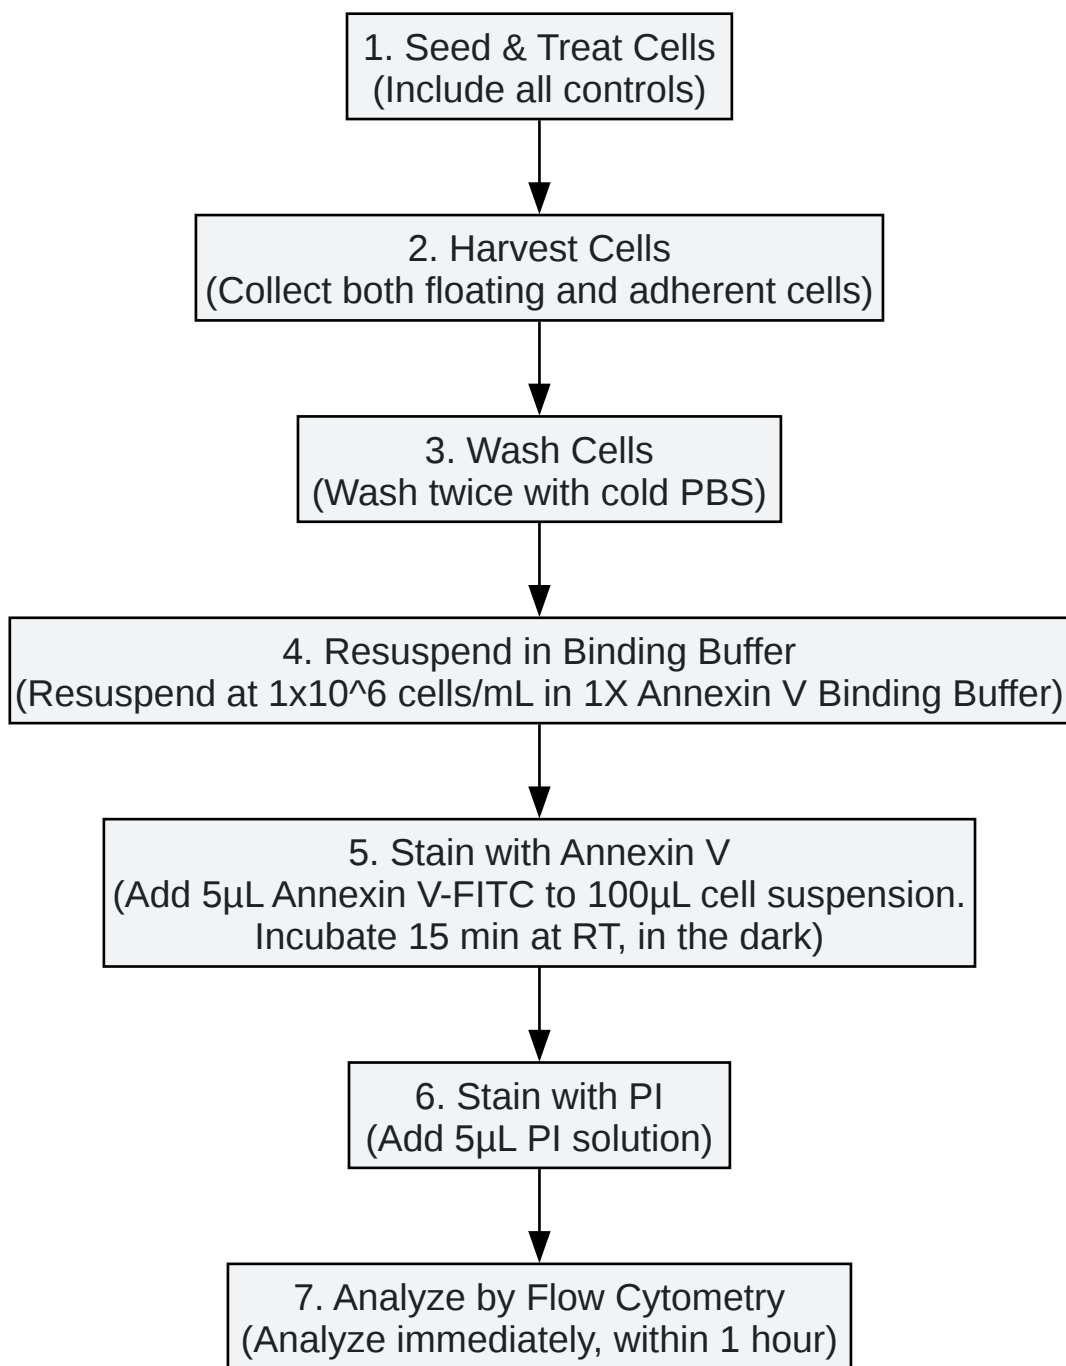 1. Seed & Treat Cells
(Include all controls)
2. Harvest Cells
(Collect both floating and adherent cells)
3. Wash Cells
(Wash twice with cold PBS)
4. Resuspend in Binding Buffer
(Resuspend at 1x10^6 cells/mL in 1X Annexin V Binding Buffer)
5. Stain with Annexin V
(Add 5µL Annexin V-FITC to 100µL cell suspension.
Incubate 15 min at RT, in the dark)
6. Stain with PI
(Add 5µL PI solution)
7. Analyze by Flow Cytometry
(Analyze immediately, within 1 hour)